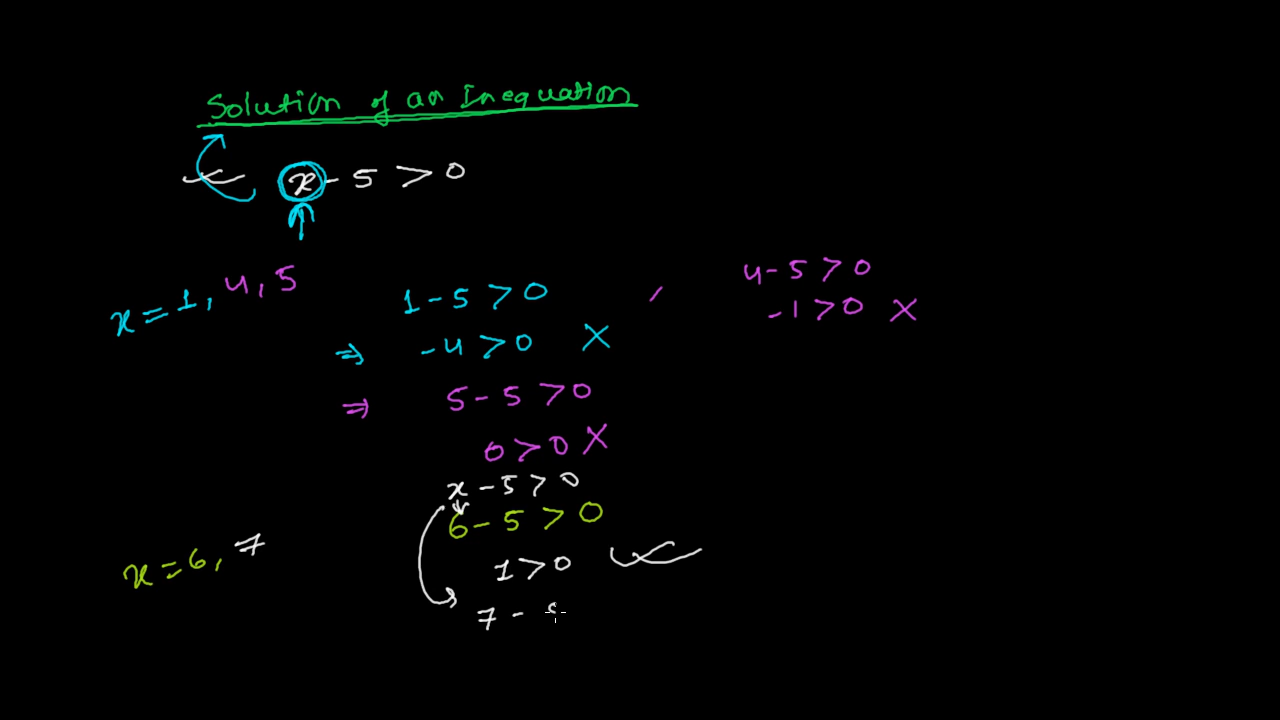 Solution of an Inequation
x - 5 > 0
x = 1, 4, 5
1 - 5 > 0 ,
4 - 5 > 0
-1 > 0 X
⇒ -4 > 0 X
⇒ 5 - 5 > 0
0 > 0 X
x - 5 > 0
6 - 5 > 0
x = 6, 7
1 > 0
7 -